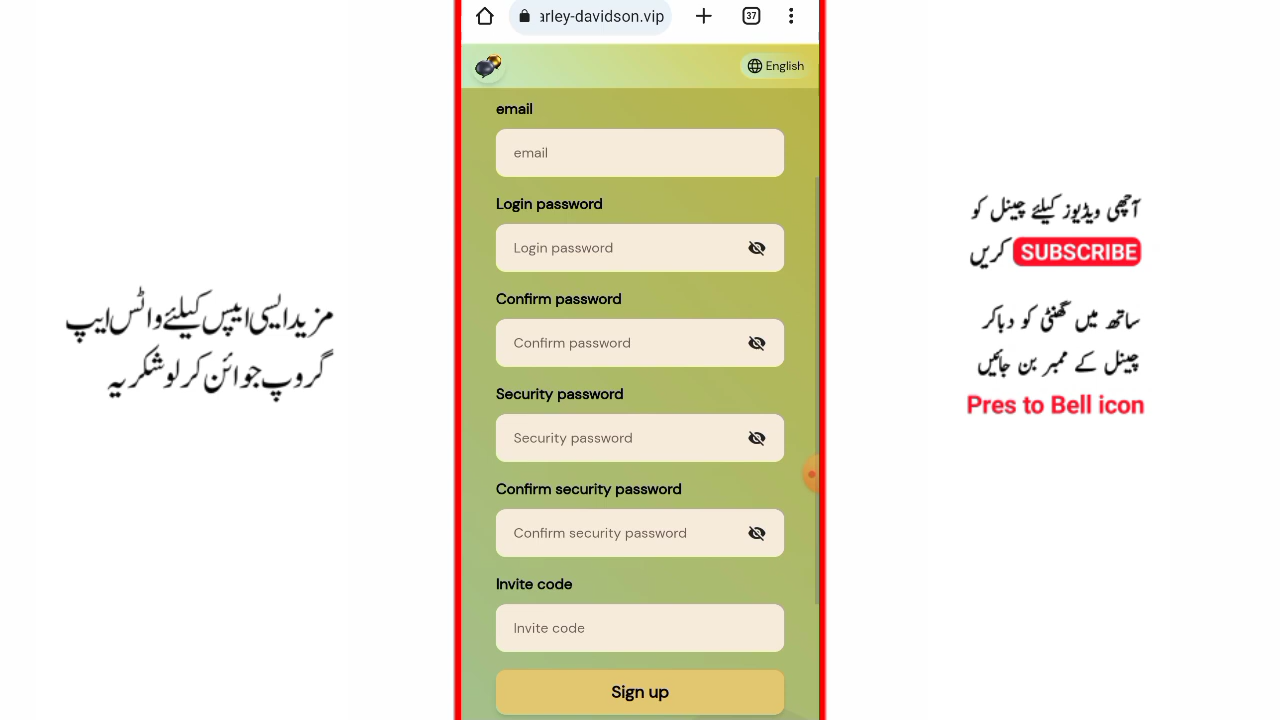 37
arley-davidson.vip
English
email
email
Login password
Login password
Confirm password
Confirm password
Security password
Security password
Confirm security password
Confirm security password
Invite code
Invite code
Sign up
مزید ایسی ایپس کیلئے واٹس ایپ
گروپ جوائن کر لو شکریہ
آچھی ویڈیوز کیلئے چینل کو
SUBSCRIBE کریں
ساتھ میں گھنٹی کو دباکر
چینل کے ممبر بن جائیں
Pres to Bell icon